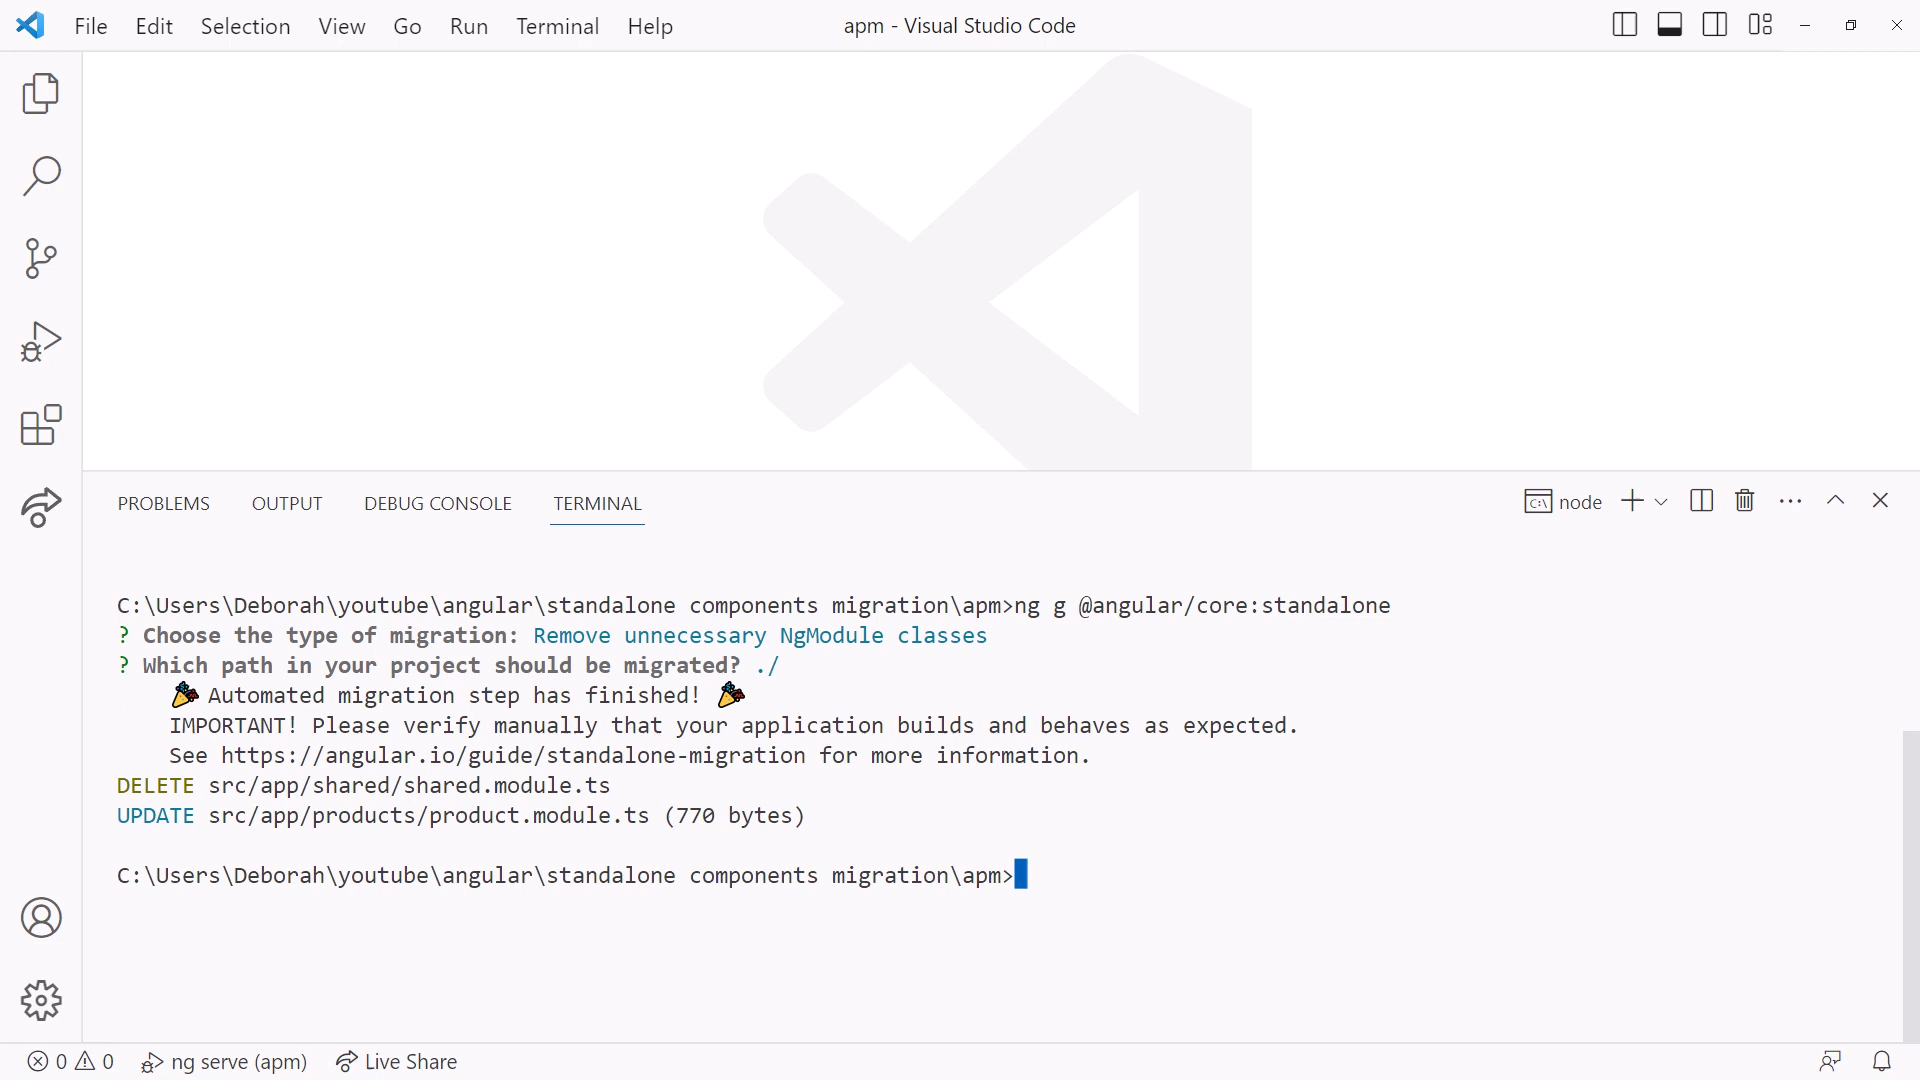 File Edit Selection View Go Run Terminal Help apm - Visual Studio Code
PROBLEMS OUTPUT DEBUG CONSOLE TERMINAL node
C:\Users\Deborah\youtube\angular\standalone components migration\apm>ng g @angular/core:standalone
? Choose the type of migration: Remove unnecessary NgModule classes
? Which path in your project should be migrated? ./
🎉 Automated migration step has finished! 🎉
IMPORTANT! Please verify manually that your application builds and behaves as expected.
See https://angular.io/guide/standalone-migration for more information.
DELETE src/app/shared/shared.module.ts
UPDATE src/app/products/product.module.ts (770 bytes)
C:\Users\Deborah\youtube\angular\standalone components migration\apm>
0 0 ng serve (apm) Live Share